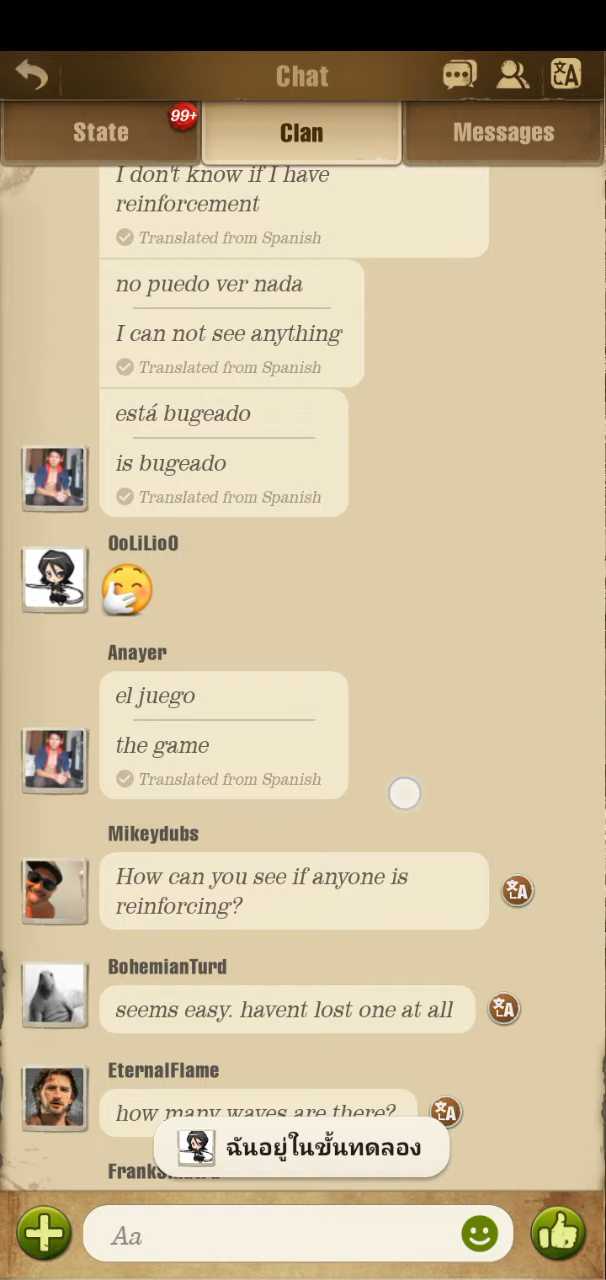 Chat
State
99+
Clan
Messages
I don't know if I have
reinforcement
Translated from Spanish
no puedo ver nada
I can not see anything
Translated from Spanish
está bugeado
is bugeado
Translated from Spanish
OoLiLioO
Anayer
el juego
the game
Translated from Spanish
Mikeydubs
How can you see if anyone is
reinforcing?
BohemianTurd
seems easy. havent lost one at all
EternalFlame
how many waves are there?
ฉันอยู่ในขั้นทดลอง
Aa